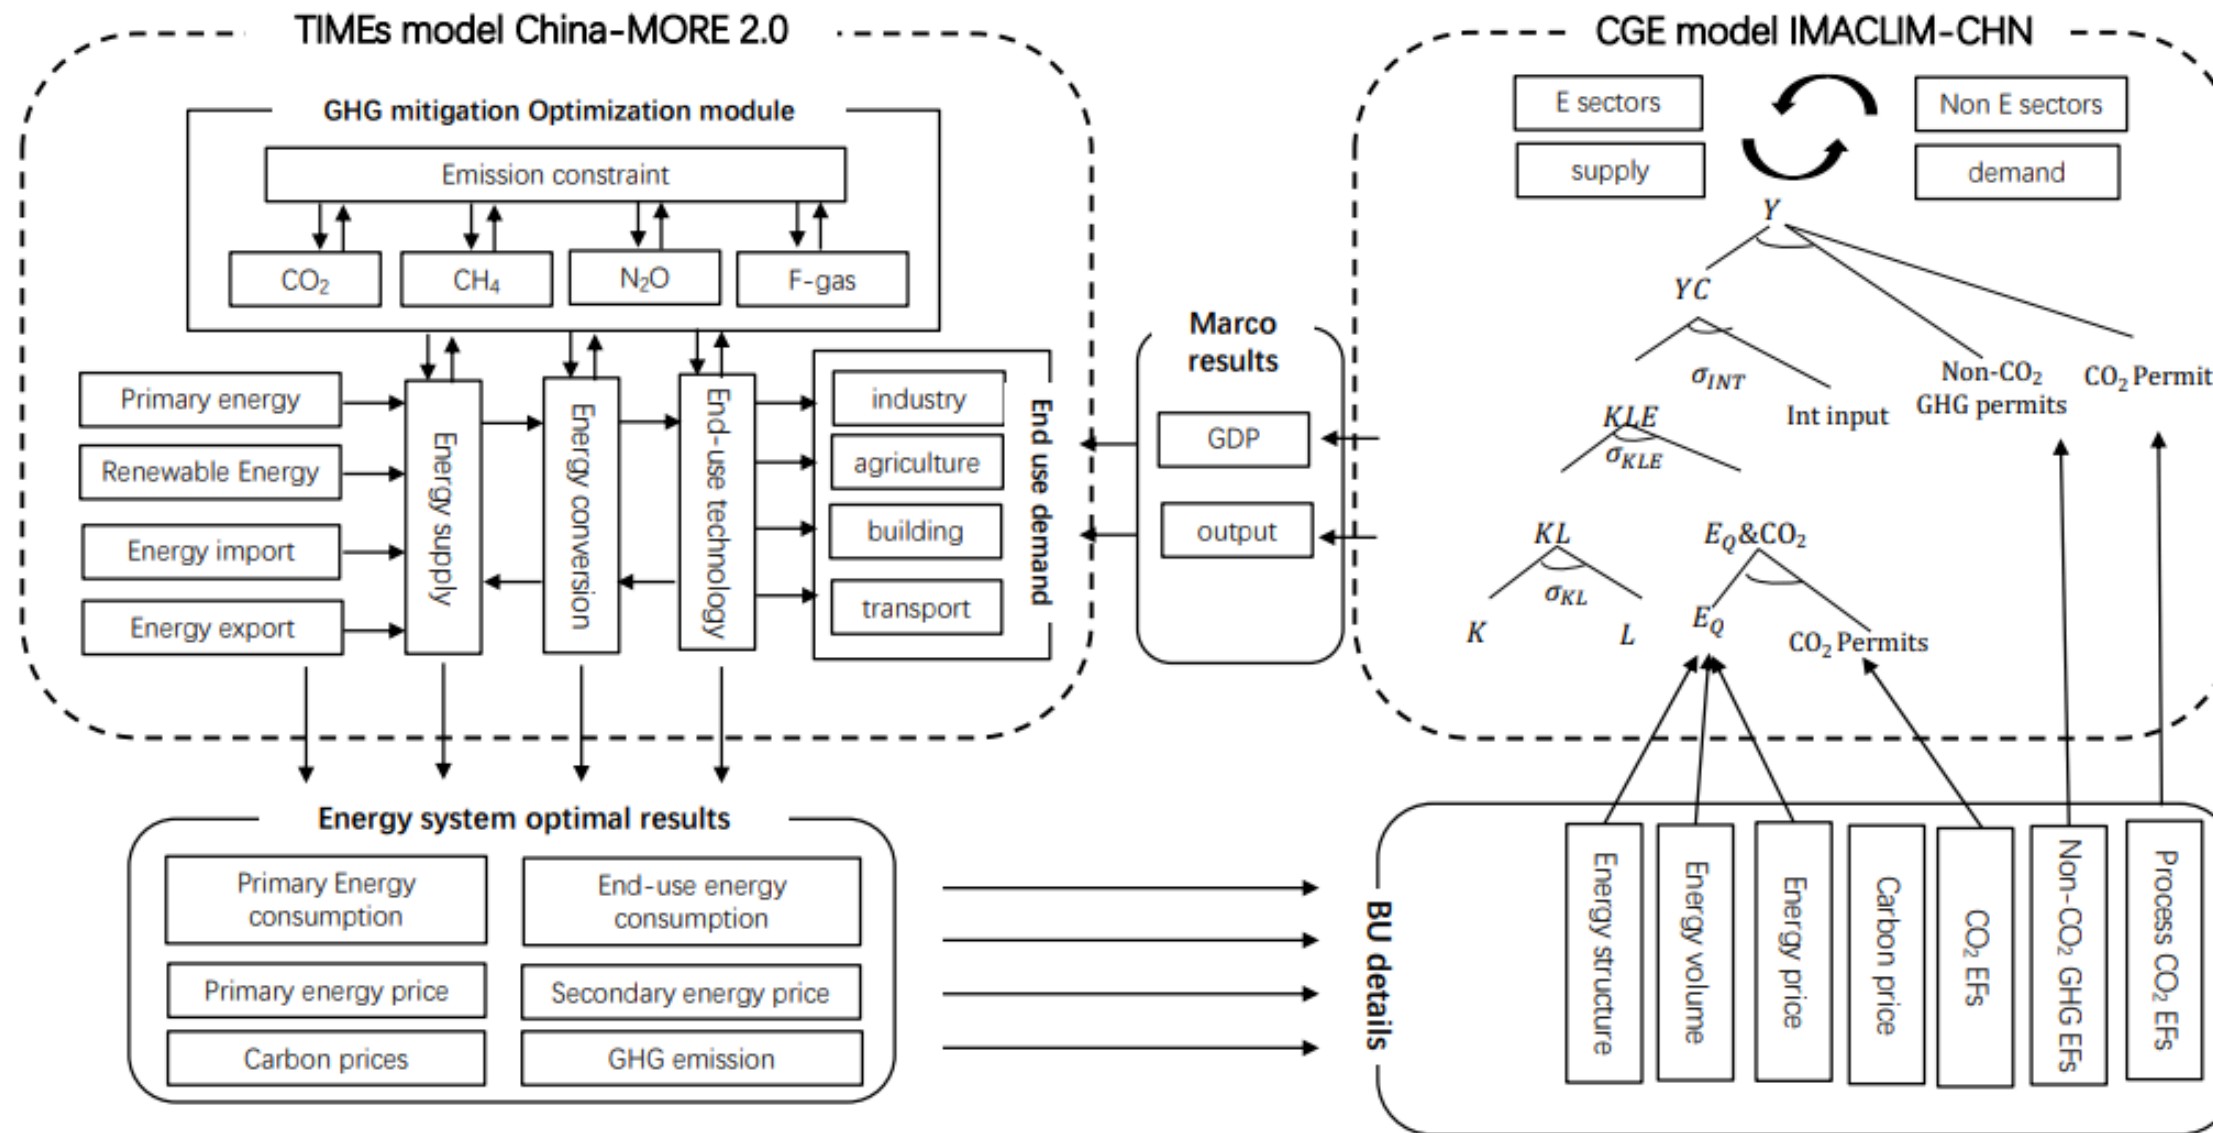 TIMEs model China-MORE 2.0
GHG mitigation Optimization module
Emission constraint
CO₂
CH₄
N₂O
F-gas
Primary energy
Renewable Energy
Energy import
Energy export
Energy supply
Energy conversion
End-use technology
industry
agriculture
building
transport
End use demand
Marco
results
GDP
output
CGE model IMACLIM-CHN
E sectors
Non E sectors
supply
demand
Y
YC
σ_INT
Non-CO₂
GHG permits
CO₂ Permit
KLE
Int input
σ_KLE
KL
E_Q&CO₂
σ_KL
K
L
E_Q
CO₂ Permits
Energy system optimal results
Primary Energy
consumption
End-use energy
consumption
Primary energy price
Secondary energy price
Carbon prices
GHG emission
BU details
Energy structure
Energy volume
Energy price
Carbon price
CO₂ EFs
Non-CO₂ GHG EFs
Process CO₂ EFs